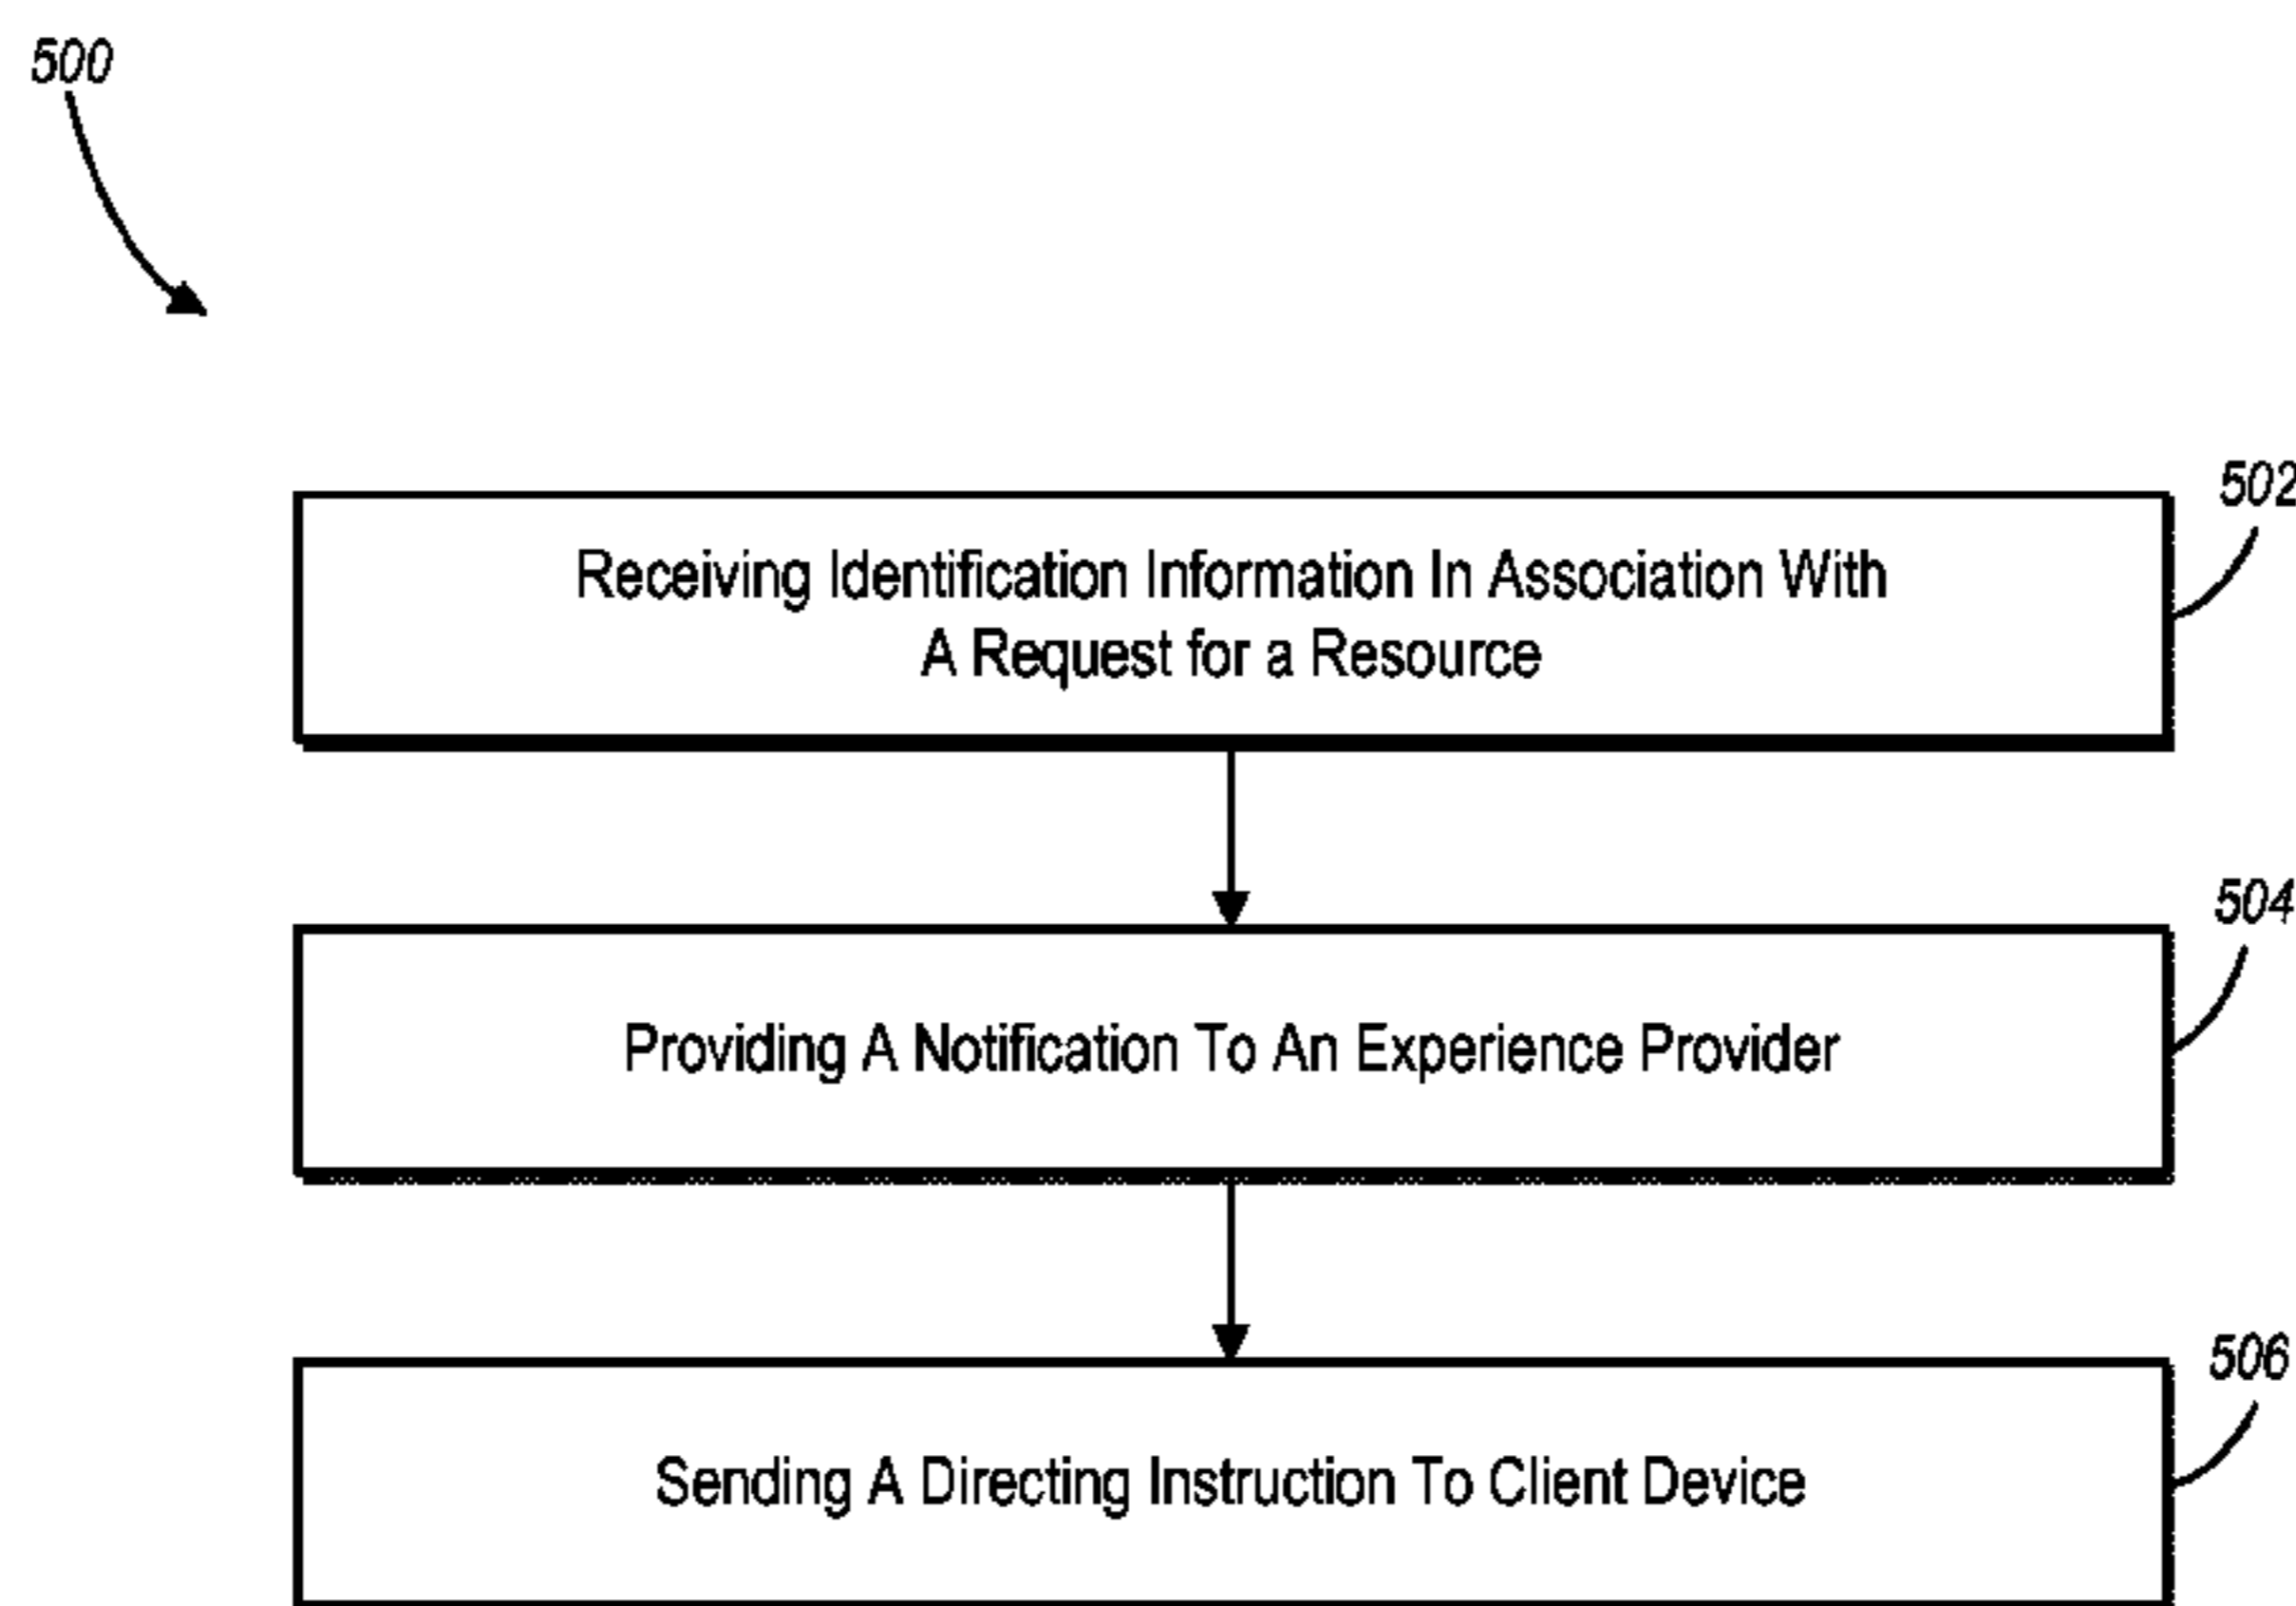 500
502
Receiving Identification Information In Association With
A Request for a Resource
504
Providing A Notification To An Experience Provider
506
Sending A Directing Instruction To Client Device